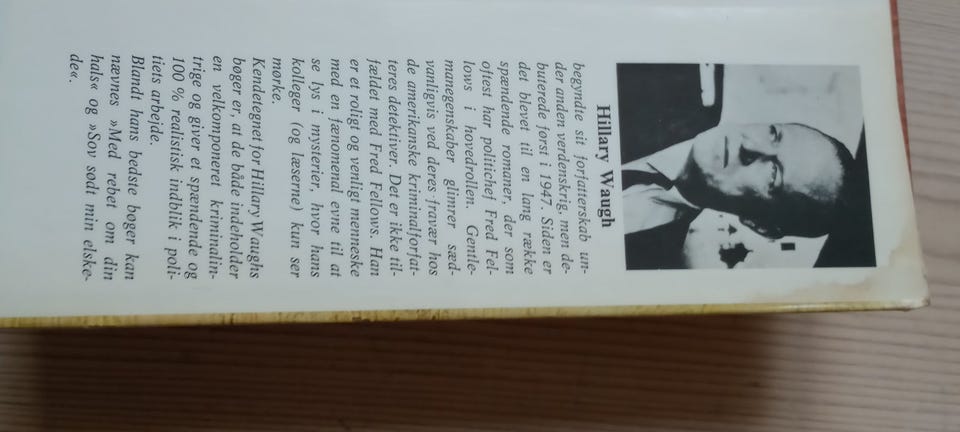 Hillary Waugh
begyndte sit forfatterskab un-
der anden verdenskrig, men de-
buterede først i 1947. Siden er
det blevet til en lang række
spændende romaner, der som
oftest har politichef Fred Fel-
lows i hovedrollen. Gentle-
manegenskaber glimrer sæd-
vanligvis ved deres fravær hos
de amerikanske kriminalforfat-
teres detektiver. Det er ikke til-
fældet med Fred Fellows. Han
er et roligt og venligt menneske
med en fænomenal evne til at
se lys i mysterier, hvor hans
kolleger (og læserne) kun ser
mørke.
Kendetegnet for Hillary Waughs
bøger er, at de både indeholder
en velkomponeret kriminalin-
trige og giver et spændende og
100 % realistisk indblik i poli-
tiets arbejde.
Blandt hans bedste bøger kan
nævnes »Med rebet om din
hals« og »Sov sødt min elske-
de«.